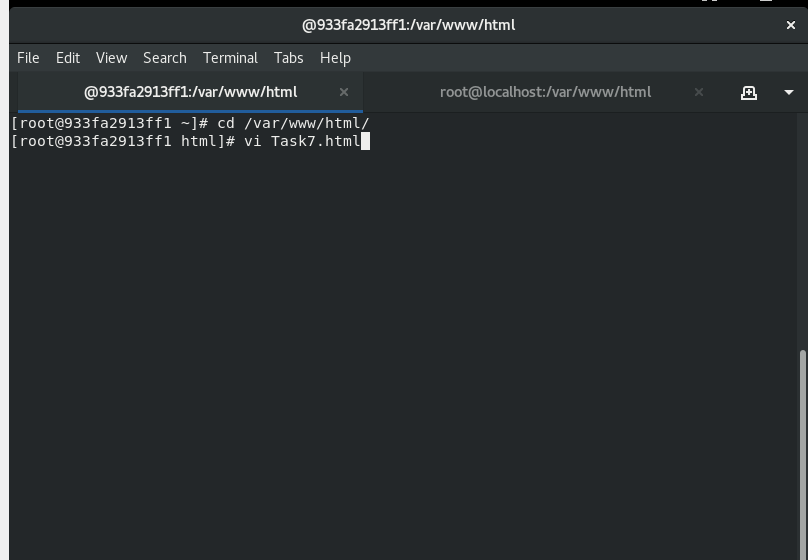 @933fa2913ff1:/var/www/html ×
File Edit View Search Terminal Tabs Help
@933fa2913ff1:/var/www/html × root@localhost:/var/www/html ×
[root@933fa2913ff1 ~]# cd /var/www/html/
[root@933fa2913ff1 html]# vi Task7.html